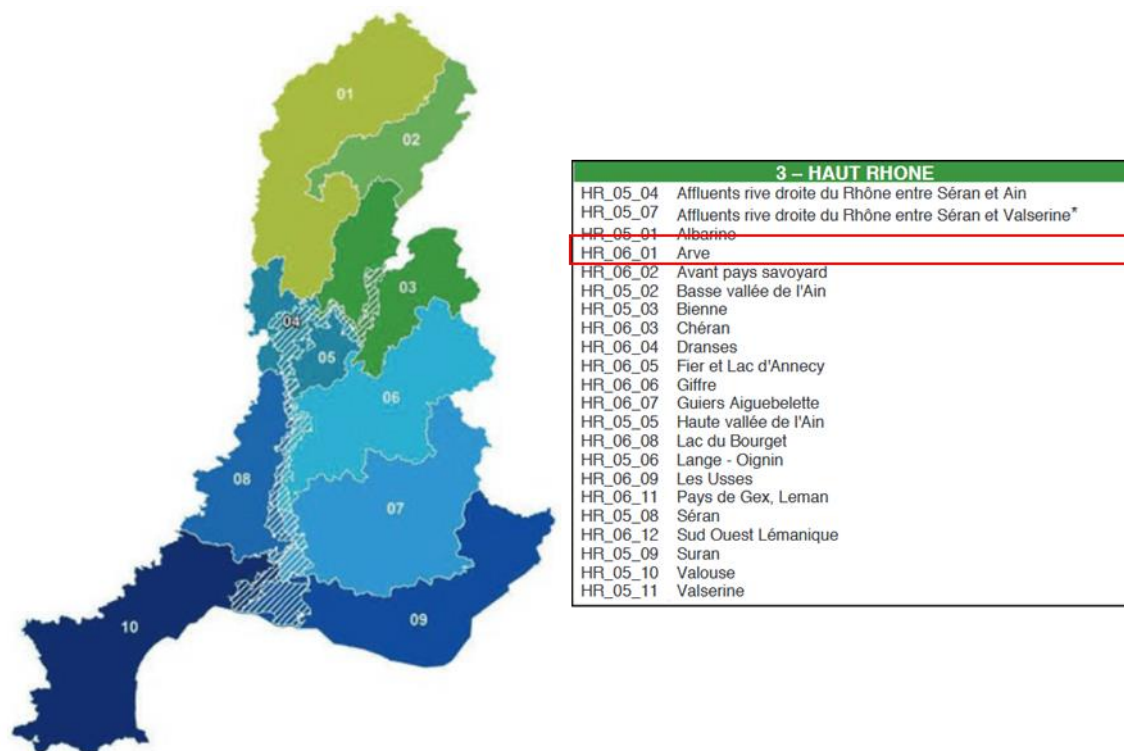 01
02
03
04
05
06
08
07
10
09
3 – HAUT RHONE
HR_05_04 Affluents rive droite du Rhône entre Séran et Ain
HR_05_07 Affluents rive droite du Rhône entre Séran et Valserine*
HR_05_01 Albarine
HR_06_01 Arve
HR_06_02 Avant pays savoyard
HR_05_02 Basse vallée de l'Ain
HR_05_03 Bienne
HR_06_03 Chéran
HR_06_04 Dranses
HR_06_05 Fier et Lac d'Annecy
HR_06_06 Giffre
HR_06_07 Guiers Aiguebelette
HR_05_05 Haute vallée de l'Ain
HR_06_08 Lac du Bourget
HR_05_06 Lange - Oignin
HR_06_09 Les Usses
HR_06_11 Pays de Gex, Leman
HR_05_08 Séran
HR_06_12 Sud Ouest Lémanique
HR_05_09 Suran
HR_05_10 Valouse
HR_05_11 Valserine